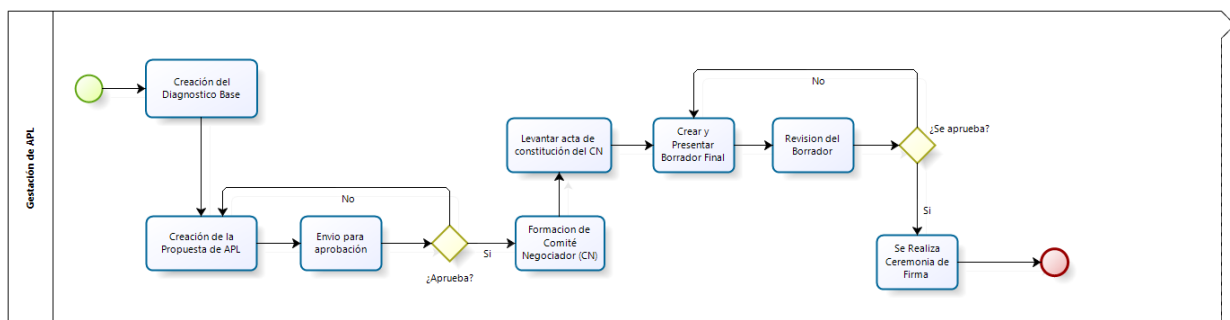 Gestación de APL
Creación del
Diagnostico Base
Creación de la
Propuesta de APL
Envio para
aprobación
¿Aprueba?
No
Si
Formacion de
Comité
Negociador (CN)
Levantar acta de
constitución del CN
Crear y
Presentar
Borrador Final
Revision del
Borrador
¿Se aprueba?
No
Si
Se Realiza
Ceremonia de
Firma